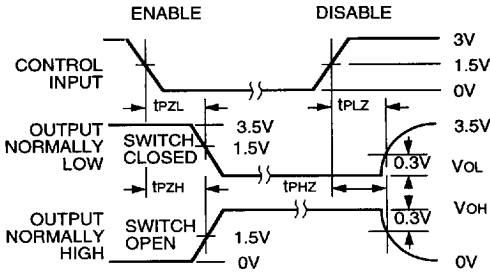 ENABLE DISABLE
3V
CONTROL INPUT
1.5V
0V
tPZL tPLZ
OUTPUT NORMALLY LOW
SWITCH CLOSED
3.5V
1.5V
3.5V
0.3V
VOL
tPZH tPHZ
VOH
0.3V
OUTPUT NORMALLY HIGH
SWITCH OPEN
1.5V
0V
0V